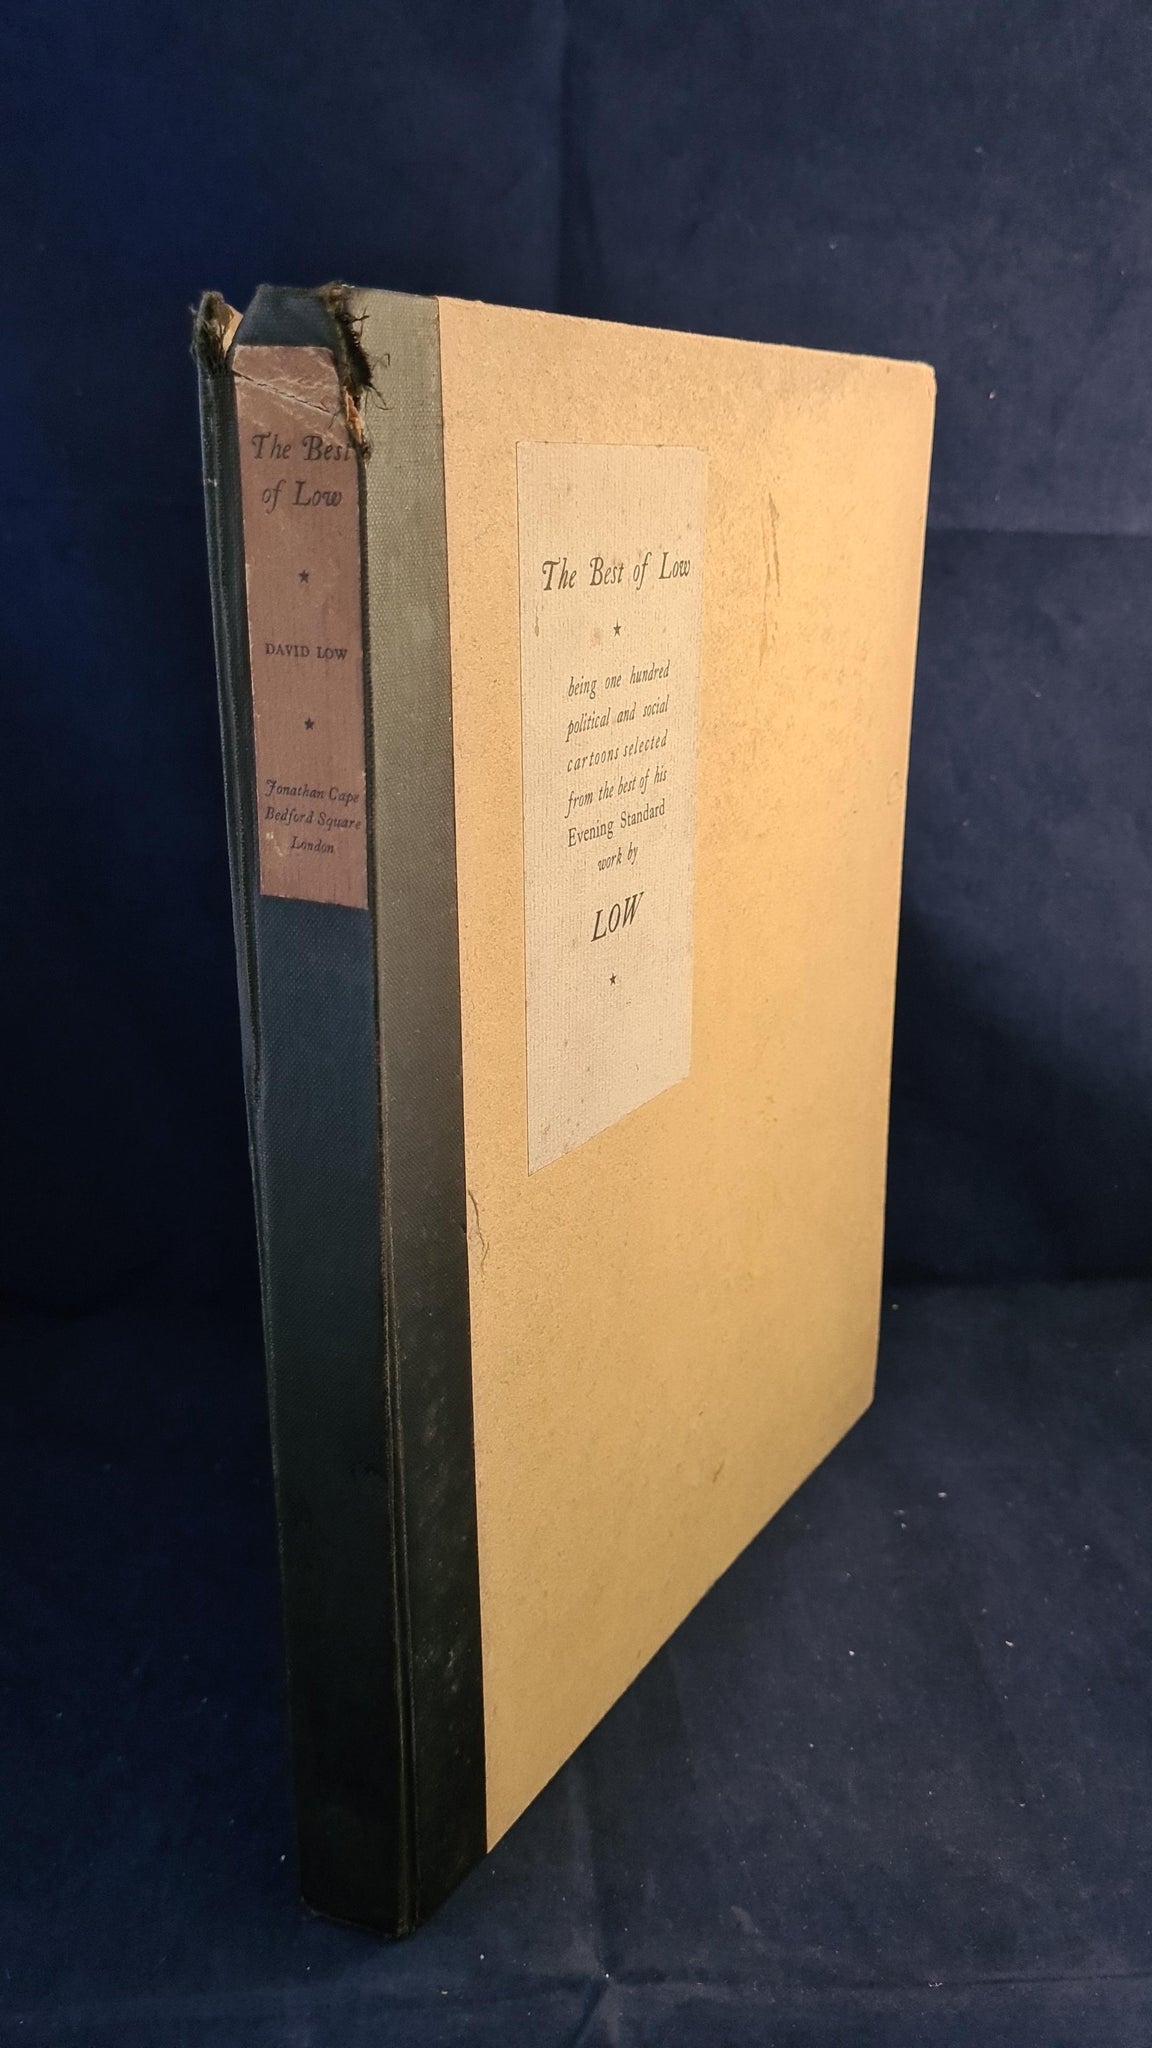 The Best
of Low
★
DAVID LOW
★
Jonathan Cape
Bedford Square
London
The Best of Low
★
being one hundred
political and social
cartoons selected
from the best of his
Evening Standard
work by
LOW
★